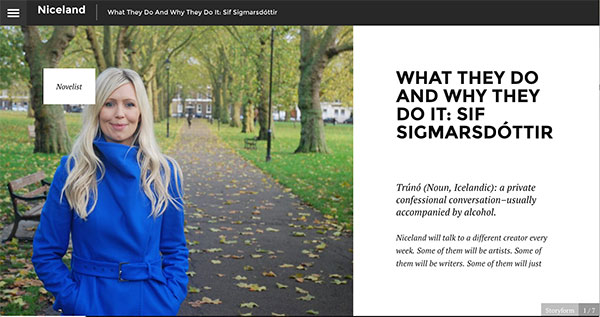 Niceland
What They Do And Why They Do It: Sif Sigmarsdóttir
Novelist
WHAT THEY DO
AND WHY THEY
DO IT: SIF
SIGMARSDÓTTIR
Trúnó (Noun, Icelandic): a private
confessional conversation–usually
accompanied by alcohol.
Niceland will talk to a different creator every
week. Some of them will be artists. Some of
them will be writers. Some of them will just
Storyform
1 / 7